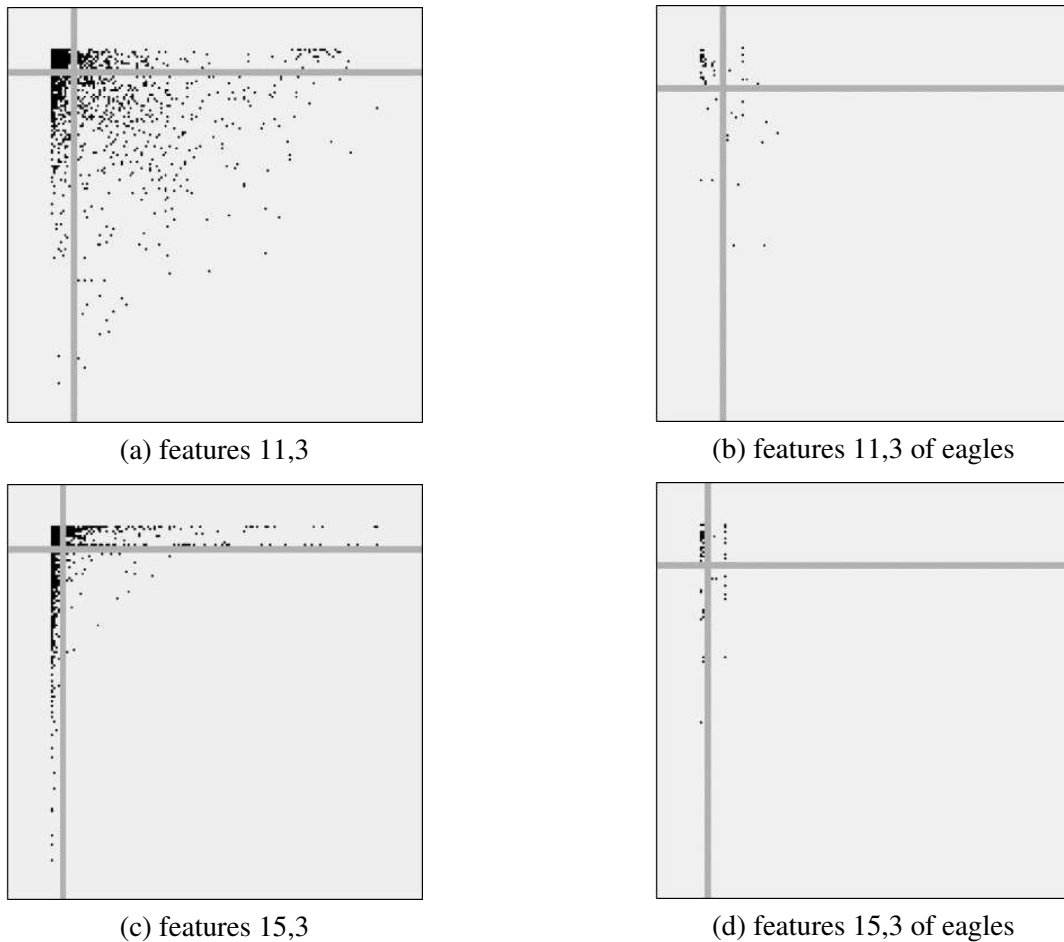 (a) features 11,3
(b) features 11,3 of eagles
(c) features 15,3
(d) features 15,3 of eagles